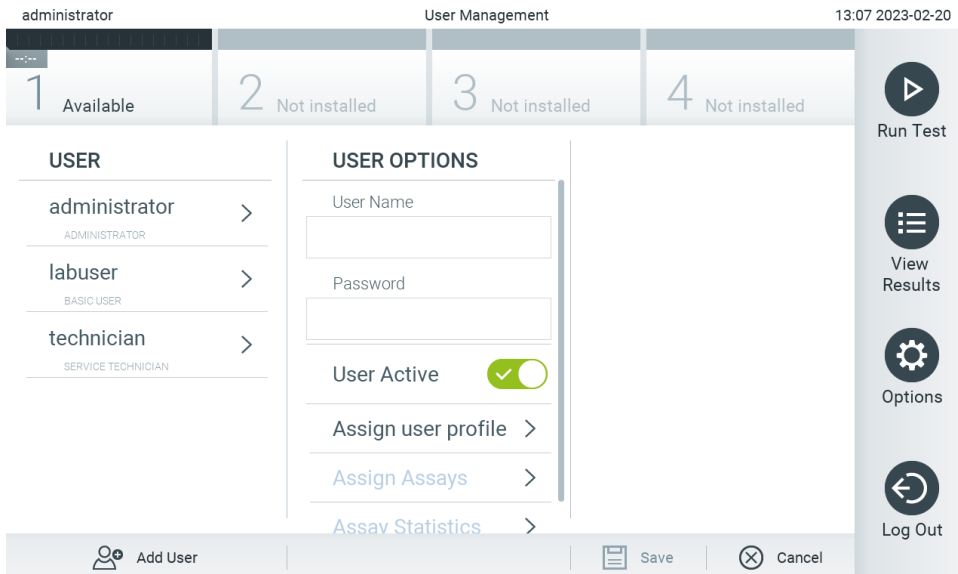 administrator
User Management
13:07 2023-02-20
--:--
1 Available
2 Not installed
3 Not installed
4 Not installed
Run Test
View
Results
Options
Log Out
USER
administrator
ADMINISTRATOR
labuser
BASIC USER
technician
SERVICE TECHNICIAN
USER OPTIONS
User Name
Password
User Active
Assign user profile
Assign Assays
Assay Statistics
Add User
Save
Cancel